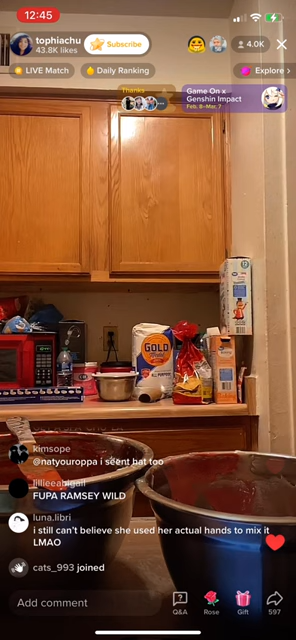 12:45
tophiachu
43.8K likes
Subscribe
4.0K
LIVE Match
Daily Ranking
Explore >
Thanks
Game On x
Genshin Impact
Feb. 8–Mar. 7
GOLD
Medal
kimsope
@natyouroppa i seent hat too
lillieeabigail
FUPA RAMSEY WILD
luna.libri
i still can't believe she used her actual hands to mix it
LMAO
cats_993 joined
Add comment
Q&A
Rose
Gift
597